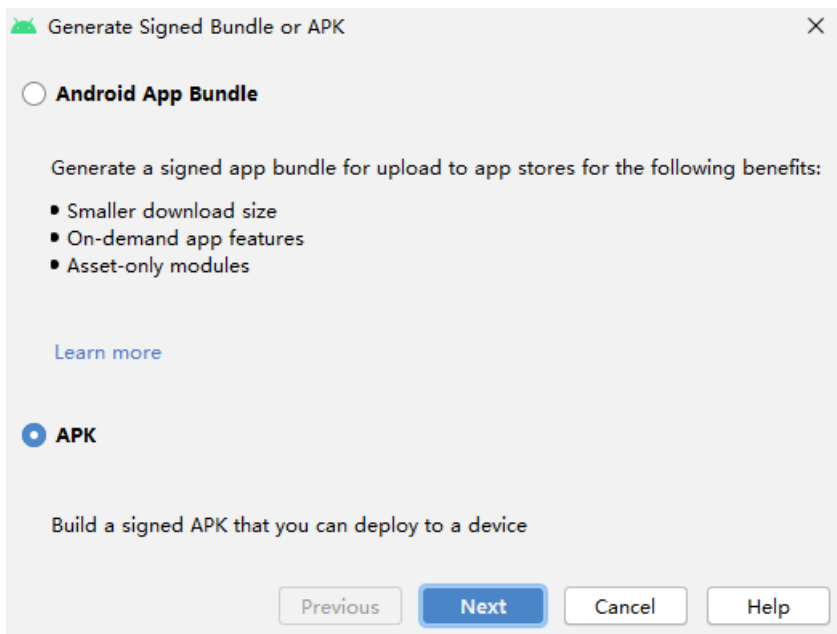 Generate Signed Bundle or APK
Android App Bundle
Generate a signed app bundle for upload to app stores for the following benefits:
• Smaller download size
• On-demand app features
• Asset-only modules
Learn more
APK
Build a signed APK that you can deploy to a device
Previous Next Cancel Help